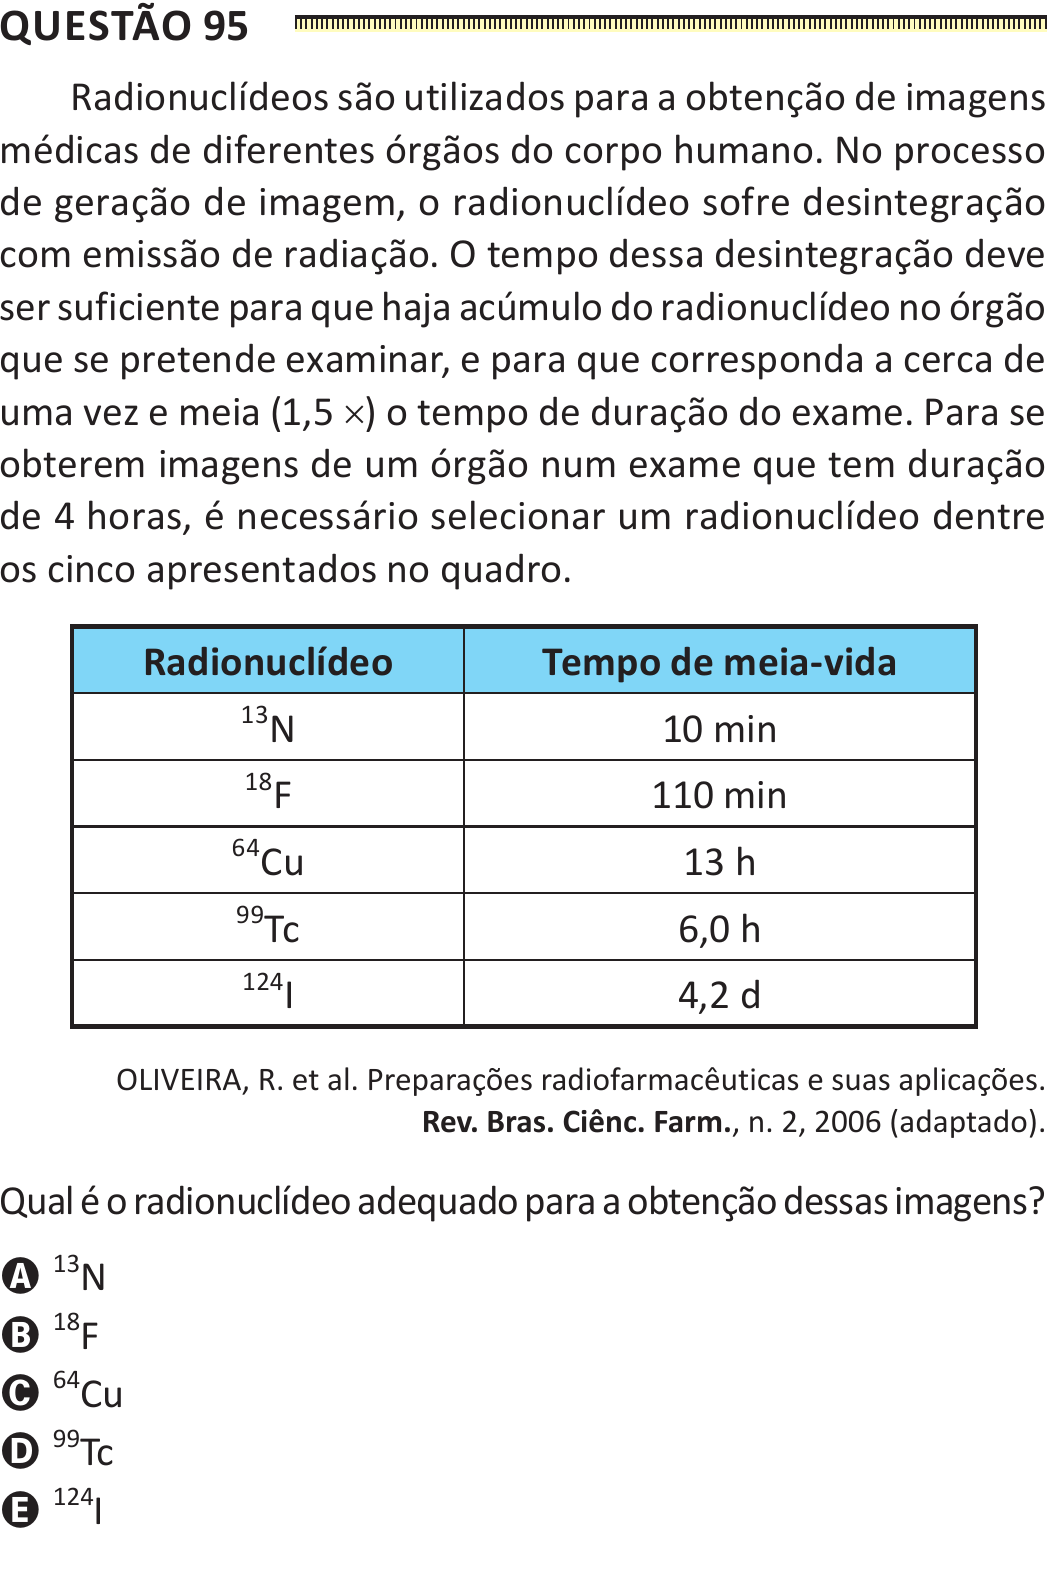 QUESTÃO 95
Radionuclídeos são utilizados para a obtenção de imagens
médicas de diferentes órgãos do corpo humano. No processo
de geração de imagem, o radionuclídeo sofre desintegração
com emissão de radiação. O tempo dessa desintegração deve
ser suficiente para que haja acúmulo do radionuclídeo no órgão
que se pretende examinar, e para que corresponda a cerca de
uma vez e meia (1,5 ×) o tempo de duração do exame. Para se
obterem imagens de um órgão num exame que tem duração
de 4 horas, é necessário selecionar um radionuclídeo dentre
os cinco apresentados no quadro.
Radionuclídeo Tempo de meia-vida
¹³N 10 min
¹⁸F 110 min
⁶⁴Cu 13 h
⁹⁹Tc 6,0 h
¹²⁴I 4,2 d
OLIVEIRA, R. et al. Preparações radiofarmacêuticas e suas aplicações.
Rev. Bras. Ciênc. Farm., n. 2, 2006 (adaptado).
Qual é o radionuclídeo adequado para a obtenção dessas imagens?
A ¹³N
B ¹⁸F
C ⁶⁴Cu
D ⁹⁹Tc
E ¹²⁴I